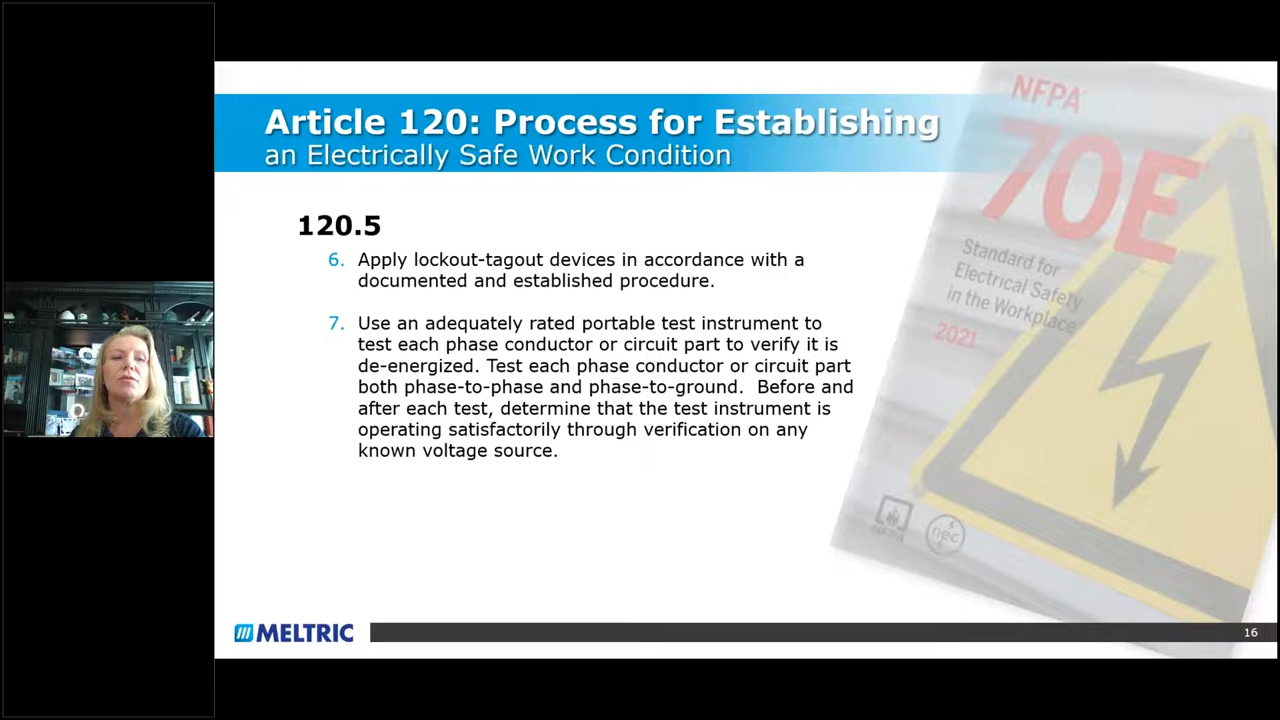 Article 120: Process for Establishing
an Electrically Safe Work Condition
120.5
6. Apply lockout-tagout devices in accordance with a
documented and established procedure.
7. Use an adequately rated portable test instrument to
test each phase conductor or circuit part to verify it is
de-energized. Test each phase conductor or circuit part
both phase-to-phase and phase-to-ground. Before and
after each test, determine that the test instrument is
operating satisfactorily through verification on any
known voltage source.
NFPA
70E
Standard for
Electrical Safety
in the Workplace
2021
NFPA
nec
MELTRIC
16